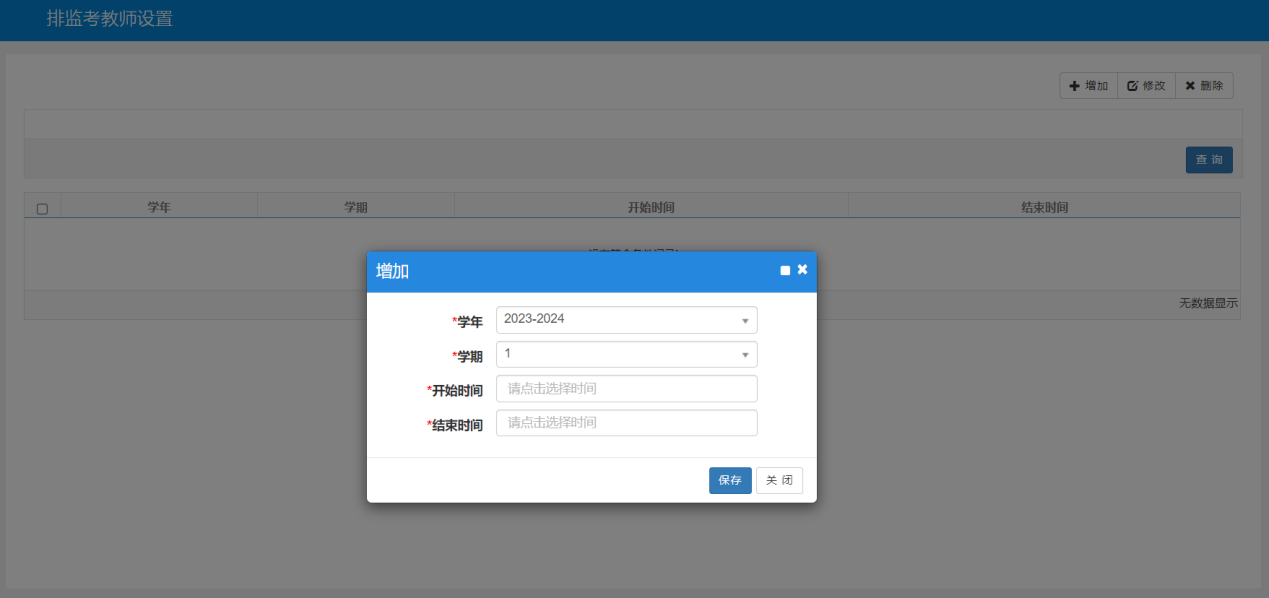 排监考教师设置
增加 修改 删除
查 询
学年 学期 开始时间 结束时间
无数据显示
增加
*学年 2023-2024
*学期 1
*开始时间 请点击选择时间
*结束时间 请点击选择时间
保存 关 闭